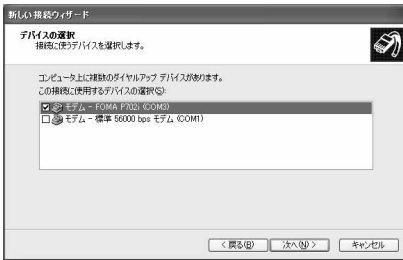 新しい接続ウィザード
デバイスの選択
接続に使うデバイスを選択します。
コンピュータ上に複数のダイヤルアップ デバイスがあります。
この接続に使用するデバイスの選択(S):
モデム - FOMA P702i (COM3)
モデム - 標準 56000 bps モデム (COM1)
< 戻る(B)
次へ(N) >
キャンセル